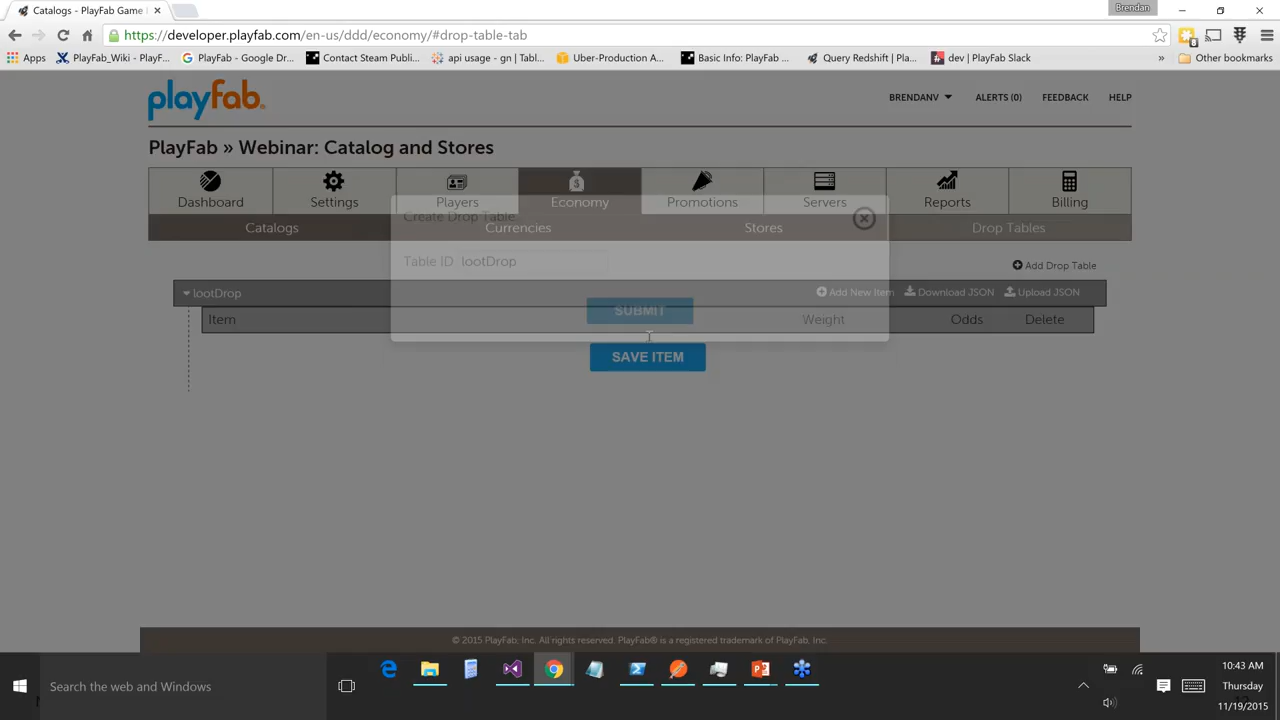 Catalogs - PlayFab Game
Brendan
https://developer.playfab.com/en-us/ddd/economy/#drop-table-tab
Apps PlayFab_Wiki - PlayF... PlayFab - Google Dr... Contact Steam Publi... api usage - gn | Tabl... Uber-Production A... Basic Info: PlayFab ... Query Redshift | Pla... dev | PlayFab Slack » Other bookmarks
playfab.
BRENDANV ALERTS (0) FEEDBACK HELP
PlayFab » Webinar: Catalog and Stores
Dashboard Settings Players Economy Promotions Servers Reports Billing
Create Drop Table
Catalogs Currencies Stores Drop Tables
Table ID lootDrop
Add Drop Table
lootDrop Add New Item Download JSON Upload JSON
SUBMIT
Item Weight Odds Delete
SAVE ITEM
© 2015 PlayFab, Inc. All rights reserved. PlayFab® is a registered trademark of PlayFab, Inc.
Search the web and Windows
10:43 AM
Thursday
11/19/2015